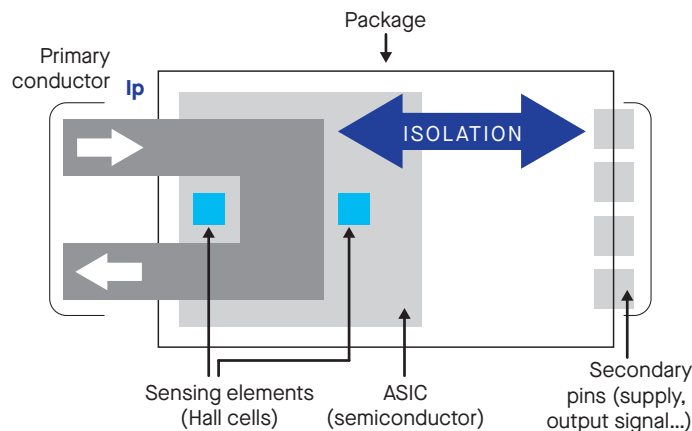 Package
Primary
conductor
Ip
ISOLATION
Sensing elements
(Hall cells)
ASIC
(semiconductor)
Secondary
pins (supply,
output signal...)